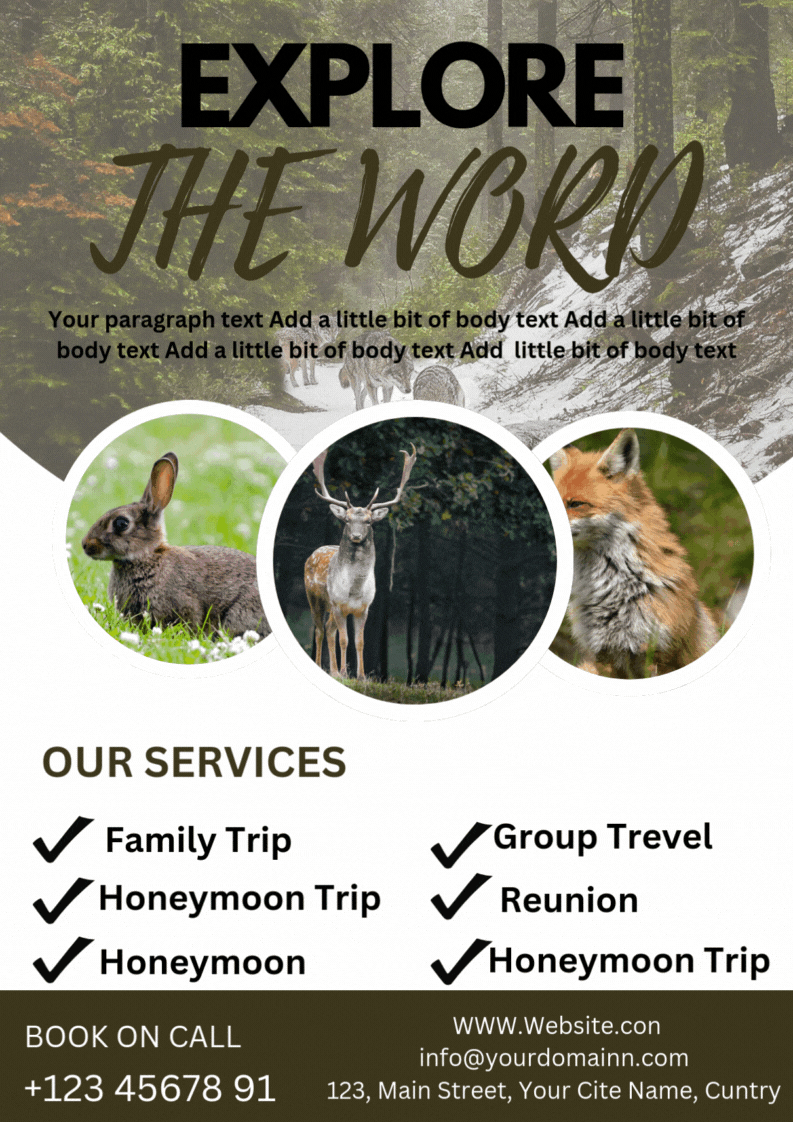 EXPLORE
THE WORD
Your paragraph text Add a little bit of body text Add a little bit of
body text Add a little bit of body text Add  little bit of body text
OUR SERVICES
Family Trip
Group Trevel
Honeymoon Trip
Reunion
Honeymoon
Honeymoon Trip
BOOK ON CALL
+123 45678 91
WWW.Website.con
info@yourdomainn.com
123, Main Street, Your Cite Name, Cuntry